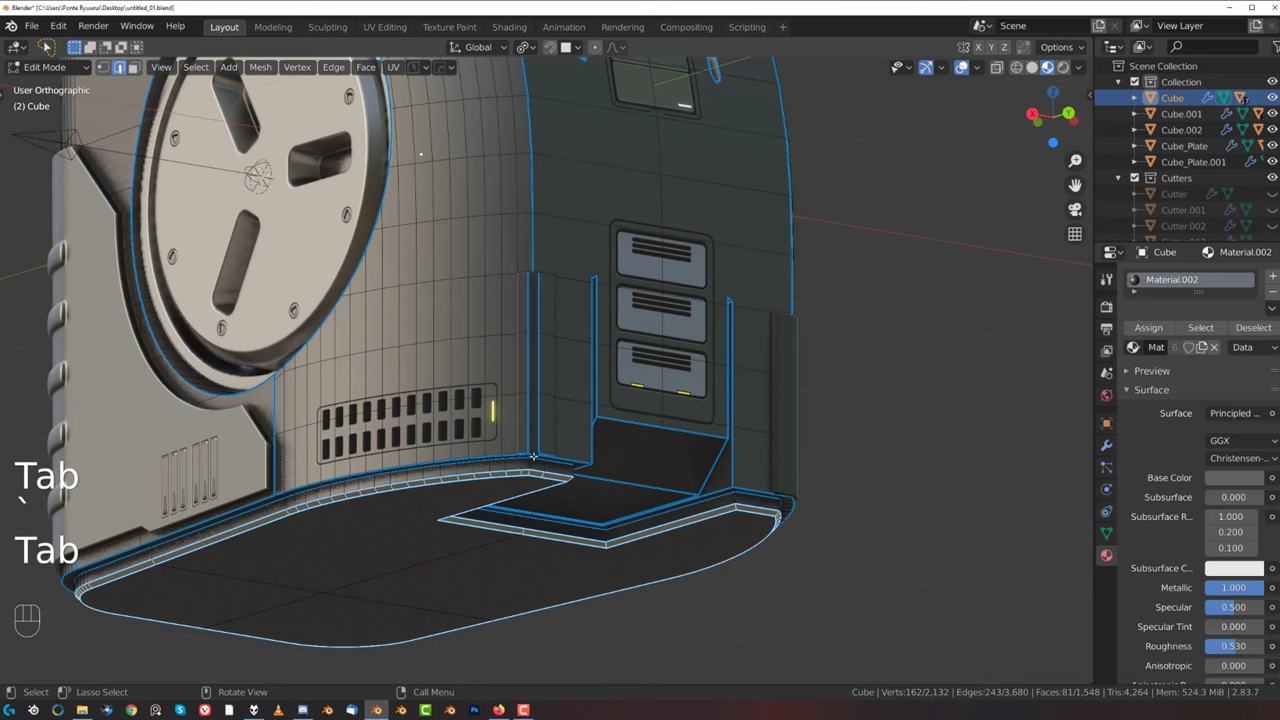 Blender* [C:\Users\Ponte Ryuurui\Desktop\untitled_01.blend]
File Edit Render Window Help Layout Modeling Sculpting UV Editing Texture Paint Shading Animation Rendering Compositing Scripting + Scene View Layer
Global X Y Z Options
Edit Mode View Select Add Mesh Vertex Edge Face UV
User Orthographic
(2) Cube
Scene Collection
Collection
Cube
Cube.001
Cube.002
Cube_Plate
Cube_Plate.001
Cutters
Cutter
Cutter.001
Cutter.002
Cube Material.002
Material.002
Assign Select Deselect
Mat 6 Data
Preview
Surface
Surface Principled ...
GGX
Christensen-...
Base Color
Subsurface 0.000
Subsurface R... 1.000
0.200
0.100
Subsurface C...
Metallic 1.000
Specular 0.500
Specular Tint 0.000
Roughness 0.530
Anisotropic 0.000
Z
X Y
Tab
`
Tab
Select Lasso Select Rotate View Call Menu Cube | Verts:162/2,132 | Edges:243/3,680 | Faces:81/1,548 | Tris:4,264 | Mem: 524.3 MiB | 2.83.7